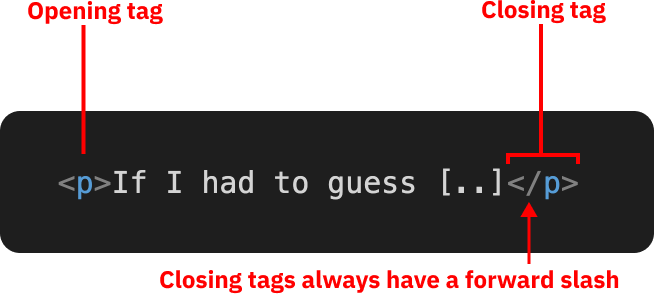 Opening tag
Closing tag
<p>If I had to guess [..]</p>
Closing tags always have a forward slash